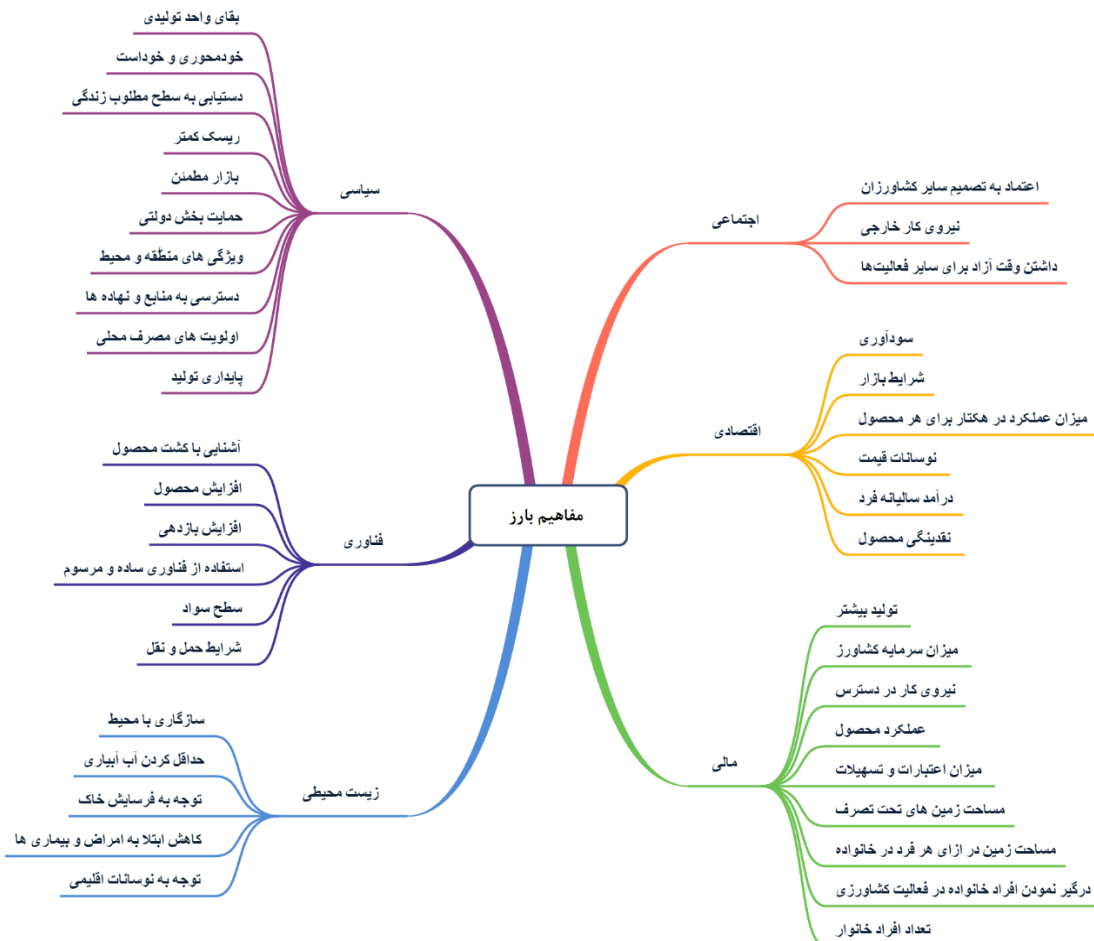 مفاهیم بارز
اجتماعی
اعتماد به تصمیم سایر کشاورزان
نیروی کار خارجی
داشتن وقت آزاد برای سایر فعالیت‌ها
اقتصادی
سودآوری
شرایط بازار
میزان عملکرد در هکتار برای هر محصول
نوسانات قیمت
درآمد سالیانه فرد
نقدینگی محصول
مالی
تولید بیشتر
میزان سرمایه کشاورز
نیروی کار در دسترس
عملکرد محصول
میزان اعتبارات و تسهیلات
مساحت زمین های تحت تصرف
مساحت زمین در ازای هر فرد در خانواده
درگیر نمودن افراد خانواده در فعالیت کشاورزی
تعداد افراد خانوار
سیاسی
بقای واحد تولیدی
خودمحوری و خوداست
دستیابی به سطح مطلوب زندگی
ریسک کمتر
بازار مطمئن
حمایت بخش دولتی
ویژگی های منطقه و محیط
دسترسی به منابع و نهاده ها
اولویت های مصرف محلی
پایداری تولید
فناوری
آشنایی با کشت محصول
افزایش محصول
افزایش بازدهی
استفاده از فناوری ساده و مرسوم
سطح سواد
شرایط حمل و نقل
زیست محیطی
سازگاری با محیط
حداقل کردن آب آبیاری
توجه به فرسایش خاک
کاهش ابتلا به امراض و بیماری ها
توجه به نوسانات اقلیمی